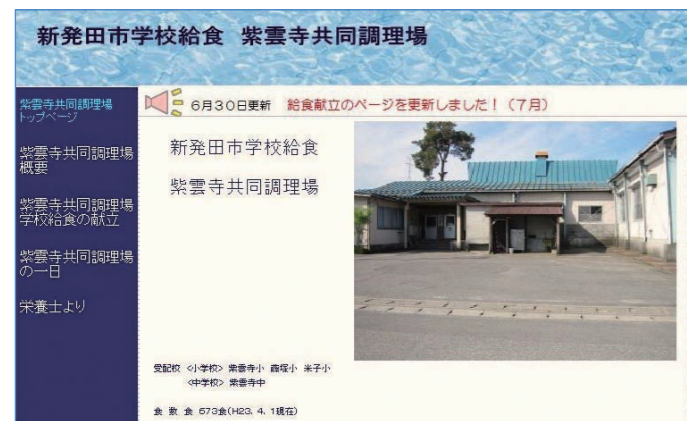 新発田市学校給食 紫雲寺共同調理場
6月30日更新 給食献立のページを更新しました!(7月)
紫雲寺共同調理場
トップページ
紫雲寺共同調理場
概要
紫雲寺共同調理場
学校給食の献立
紫雲寺共同調理場
の一日
栄養士より
新発田市学校給食
紫雲寺共同調理場
受配校 <小学校> 紫雲寺小 藤塚小 米子小
<中学校> 紫雲寺中
食 数 食 673食(H23. 4. 1現在)